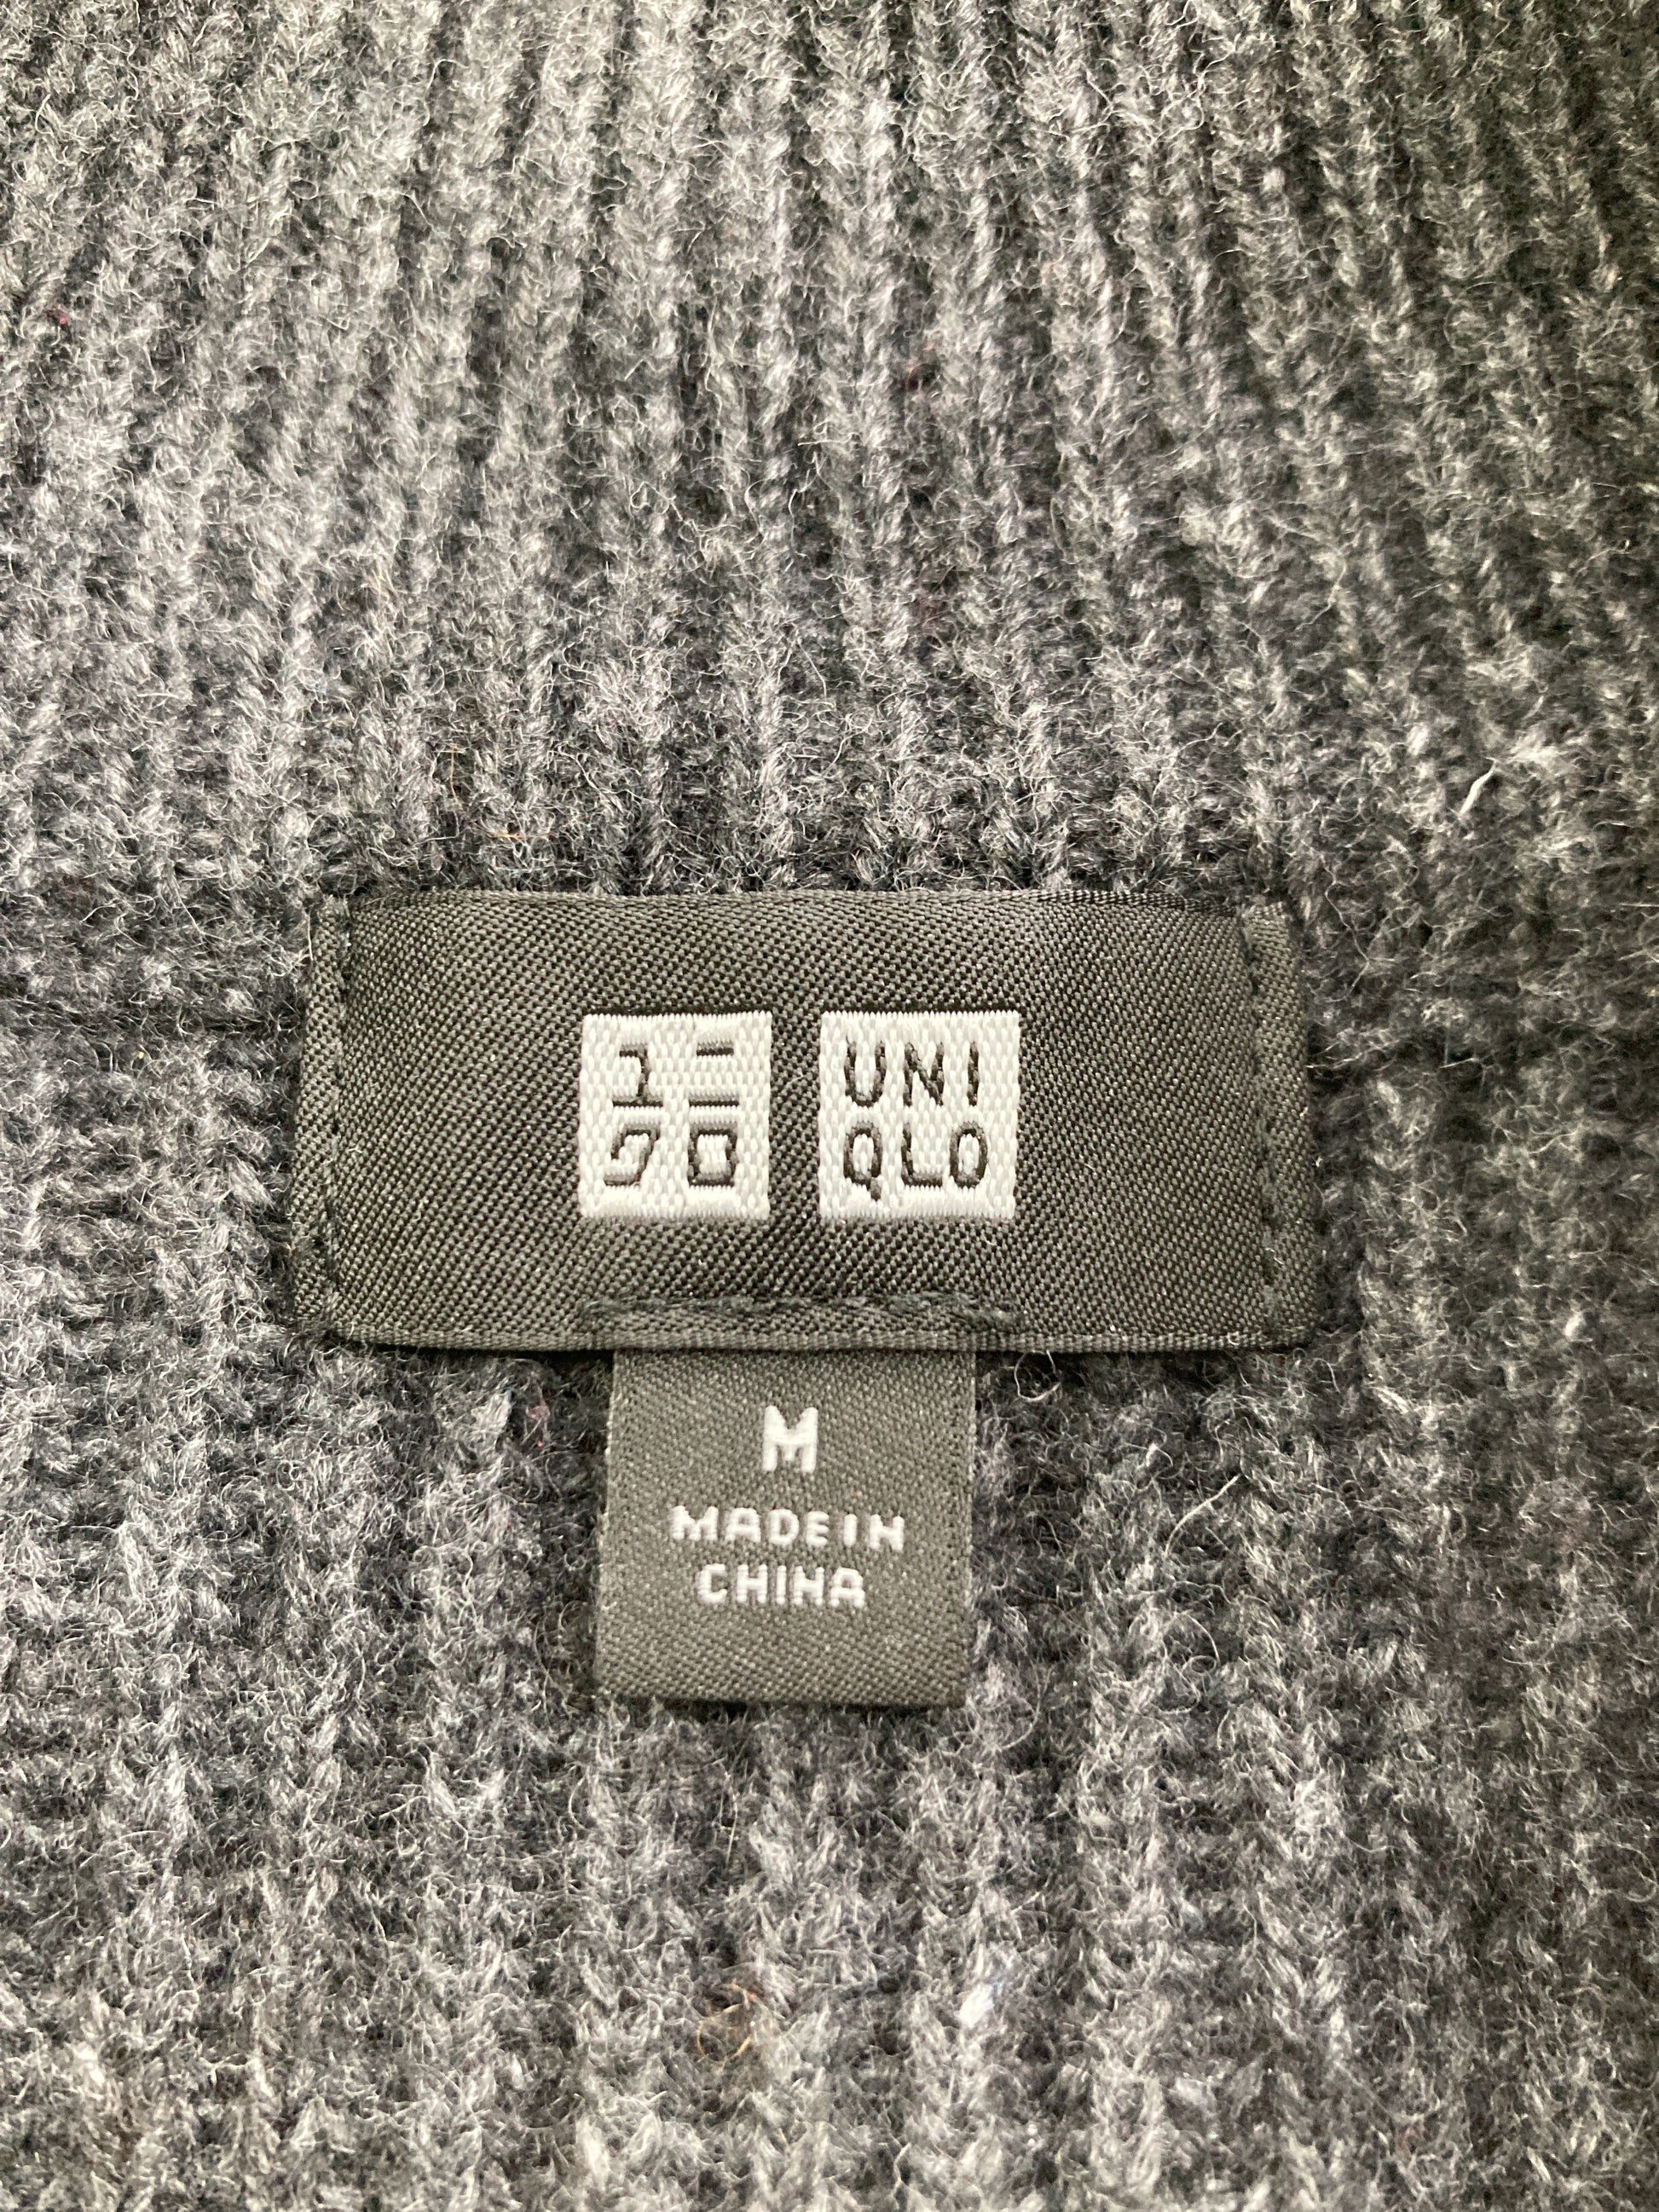 ユニ
クロ
UNI
QLO
M
MADE IN
CHINA